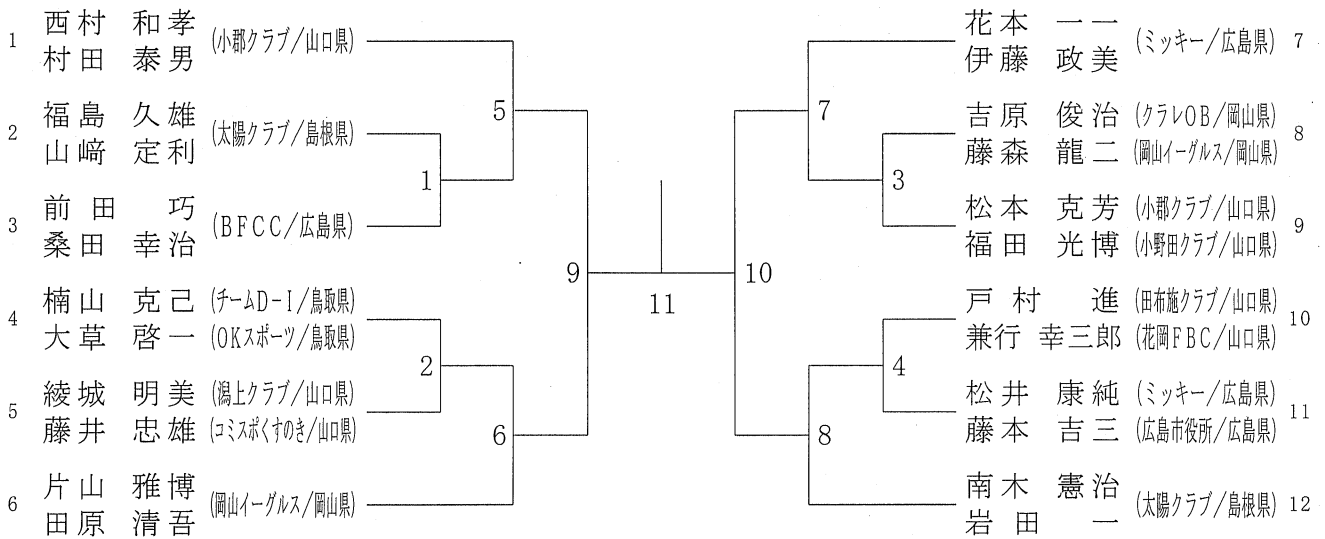 1 西村 和孝 (小郡クラブ/山口県)
村田 泰男
2 福島 久雄 (太陽クラブ/島根県)
山﨑 定利
3 前田 巧 (BFCC/広島県)
桑田 幸治
4 楠山 克己 (チームD-I/鳥取県)
大草 啓一 (OKスポーツ/鳥取県)
5 綾城 明美 (潟上クラブ/山口県)
藤井 忠雄 (コミスポくすのき/山口県)
6 片山 雅博 (岡山イーグルス/岡山県)
田原 清吾
5
1
9
2
6
11
7
3
10
4
8
花本 一一 (ミッキー/広島県) 7
伊藤 政美
吉原 俊治 (クラレOB/岡山県) 8
藤森 龍二 (岡山イーグルス/岡山県)
松本 克芳 (小郡クラブ/山口県) 9
福田 光博 (小野田クラブ/山口県)
戸村 進 (田布施クラブ/山口県) 10
兼行 幸三郎 (花岡FBC/山口県)
松井 康純 (ミッキー/広島県) 11
藤本 吉三 (広島市役所/広島県)
南木 憲治 (太陽クラブ/島根県) 12
岩田 一